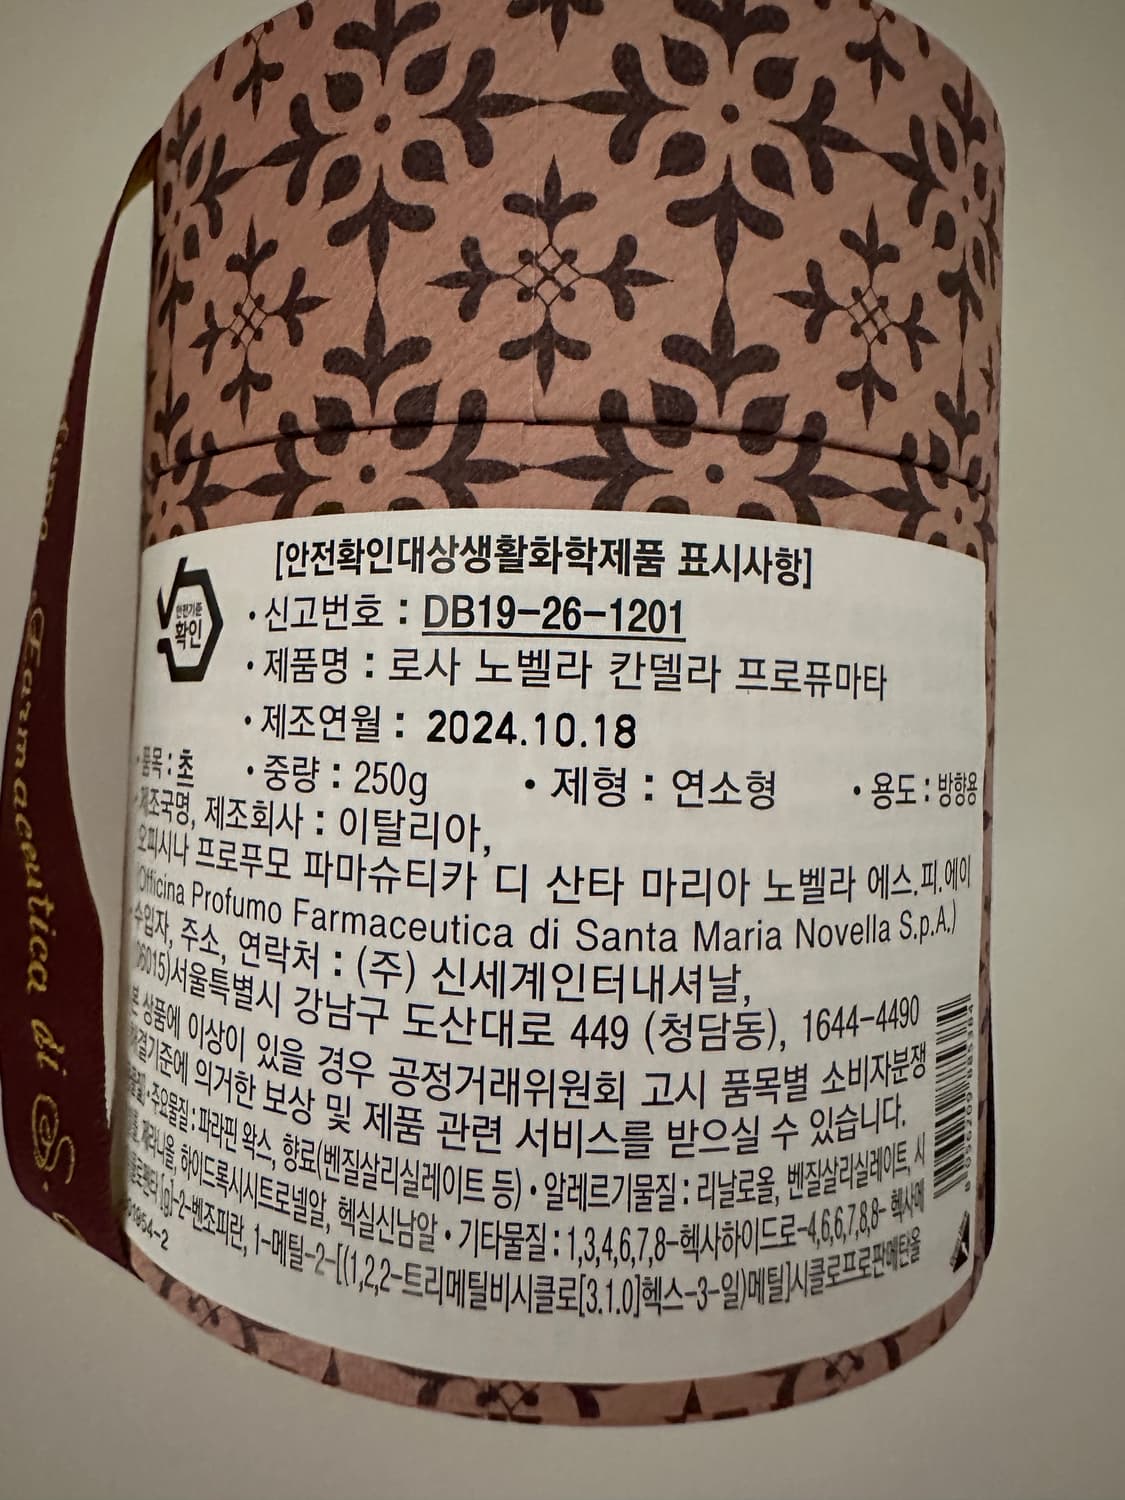 [안전확인대상생활화학제품 표시사항]
안전기준
확인
• 신고번호 : DB19-26-1201
• 제품명 : 로사 노벨라 칸델라 프로퓨마타
• 제조연월 : 2024.10.18
• 품목 : 초 • 중량 : 250g • 제형 : 연소형 • 용도 : 방향용
• 제조국명, 제조회사 : 이탈리아,
오피시나 프로푸모 파마슈티카 디 산타 마리아 노벨라 에스.피.에이
(Officina Profumo Farmaceutica di Santa Maria Novella S.p.A.)
• 수입자, 주소, 연락처 : (주) 신세계인터내셔날,
06015)서울특별시 강남구 도산대로 449 (청담동), 1644-4490
본 상품에 이상이 있을 경우 공정거래위원회 고시 품목별 소비자분쟁
해결기준에 의거한 보상 및 제품 관련 서비스를 받으실 수 있습니다.
• 주요물질 : 파라핀 왁스, 향료(벤질살리실레이트 등) • 알레르기물질 : 리날로올, 벤질살리실레이트, 시
제라니올, 하이드록시시트로넬알, 헥실신남알 • 기타물질 : 1,3,4,6,7,8-헥사하이드로-4,6,6,7,8,8- 헥사메
[g]-2-벤조피란, 1-메틸-2-[(1,2,2-트리메틸비시클로[3.1.0]헥스-3-일)메틸]시클로프로판메탄올
Farmaceutica di S.